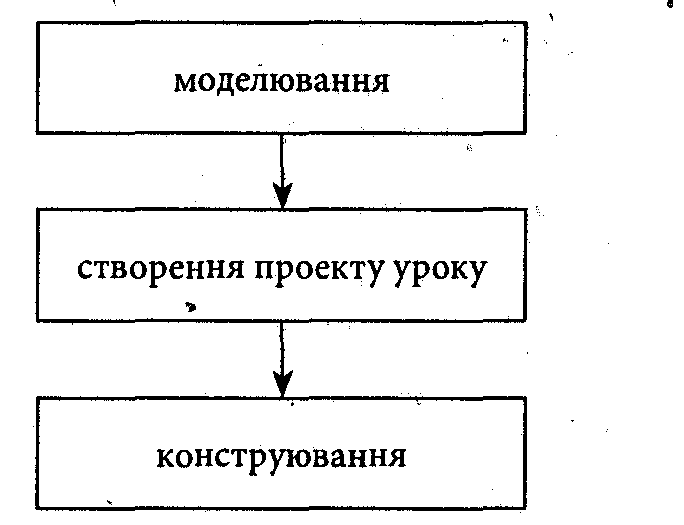 моделювання
створення проекту уроку
конструювання